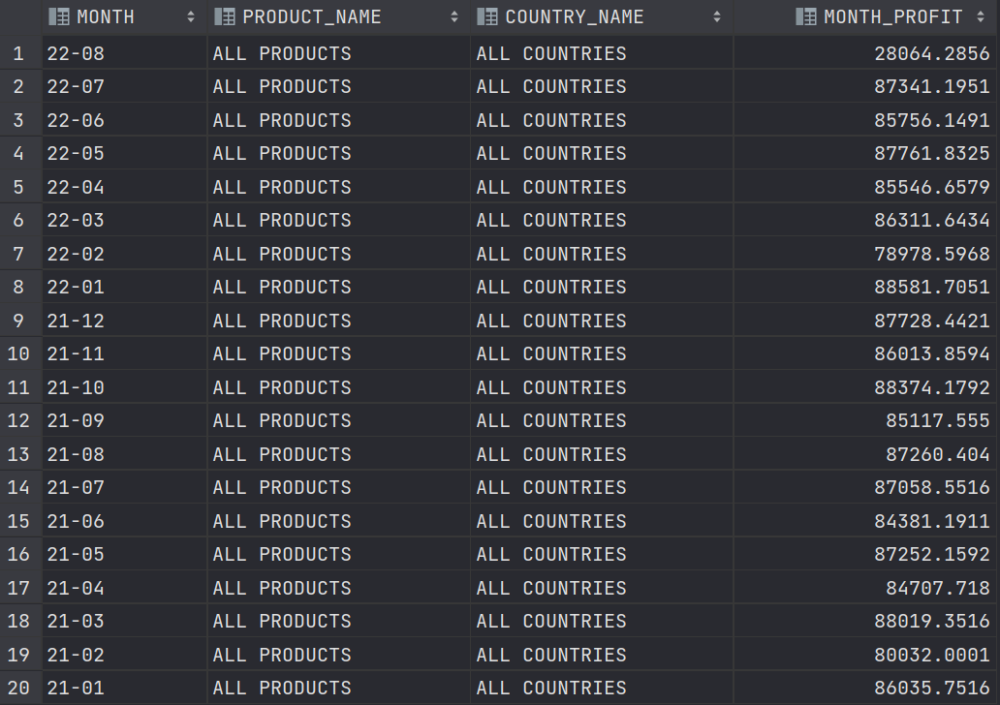 MONTH PRODUCT_NAME COUNTRY_NAME MONTH_PROFIT
1 22-08 ALL PRODUCTS ALL COUNTRIES 28064.2856
2 22-07 ALL PRODUCTS ALL COUNTRIES 87341.1951
3 22-06 ALL PRODUCTS ALL COUNTRIES 85756.1491
4 22-05 ALL PRODUCTS ALL COUNTRIES 87761.8325
5 22-04 ALL PRODUCTS ALL COUNTRIES 85546.6579
6 22-03 ALL PRODUCTS ALL COUNTRIES 86311.6434
7 22-02 ALL PRODUCTS ALL COUNTRIES 78978.5968
8 22-01 ALL PRODUCTS ALL COUNTRIES 88581.7051
9 21-12 ALL PRODUCTS ALL COUNTRIES 87728.4421
10 21-11 ALL PRODUCTS ALL COUNTRIES 86013.8594
11 21-10 ALL PRODUCTS ALL COUNTRIES 88374.1792
12 21-09 ALL PRODUCTS ALL COUNTRIES 85117.555
13 21-08 ALL PRODUCTS ALL COUNTRIES 87260.404
14 21-07 ALL PRODUCTS ALL COUNTRIES 87058.5516
15 21-06 ALL PRODUCTS ALL COUNTRIES 84381.1911
16 21-05 ALL PRODUCTS ALL COUNTRIES 87252.1592
17 21-04 ALL PRODUCTS ALL COUNTRIES 84707.718
18 21-03 ALL PRODUCTS ALL COUNTRIES 88019.3516
19 21-02 ALL PRODUCTS ALL COUNTRIES 80032.0001
20 21-01 ALL PRODUCTS ALL COUNTRIES 86035.7516